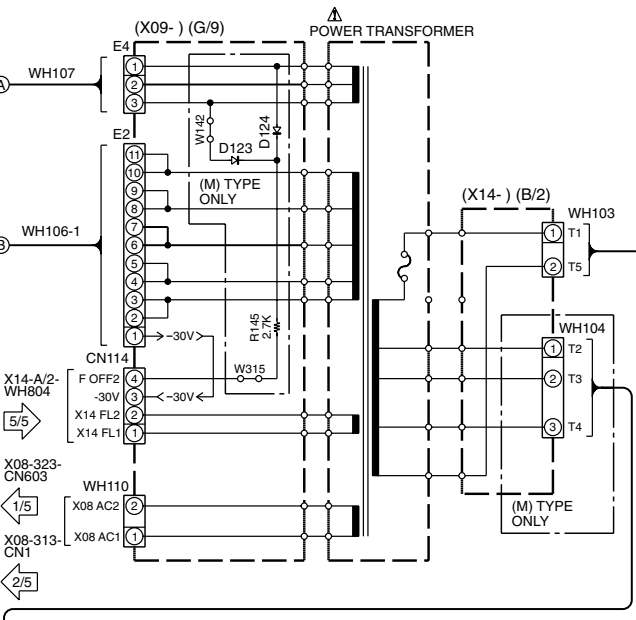 (X09- ) (G/9)
⚠
POWER TRANSFORMER
E4
WH107
A
1
2
3
W142
D123
D124
E2
11
10
9
8
7
6
5
4
3
2
1
(M) TYPE
ONLY
B
WH106-1
-30V
R145
2.7K
CN114
W315
X14-A/2-
WH804
5/5
F OFF2 4
-30V 3
-30V
X14 FL2 2
X14 FL1 1
X08-323-
CN603
1/5
X08-313-
CN1
2/5
WH110
X08 AC2 2
X08 AC1 1
(X14- ) (B/2)
WH103
1 T1
2 T5
WH104
1 T2
2 T3
3 T4
(M) TYPE
ONLY